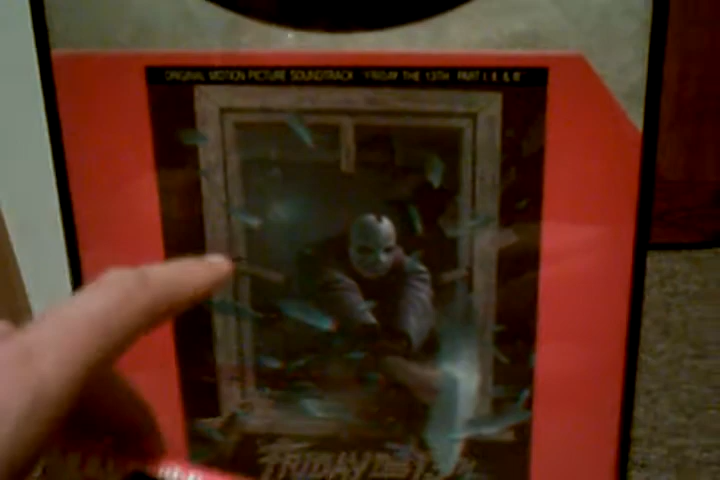 ORIGINAL MOTION PICTURE SOUNDTRACK FRIDAY THE 13TH PART I, II, & III
FRIDAY THE 13TH